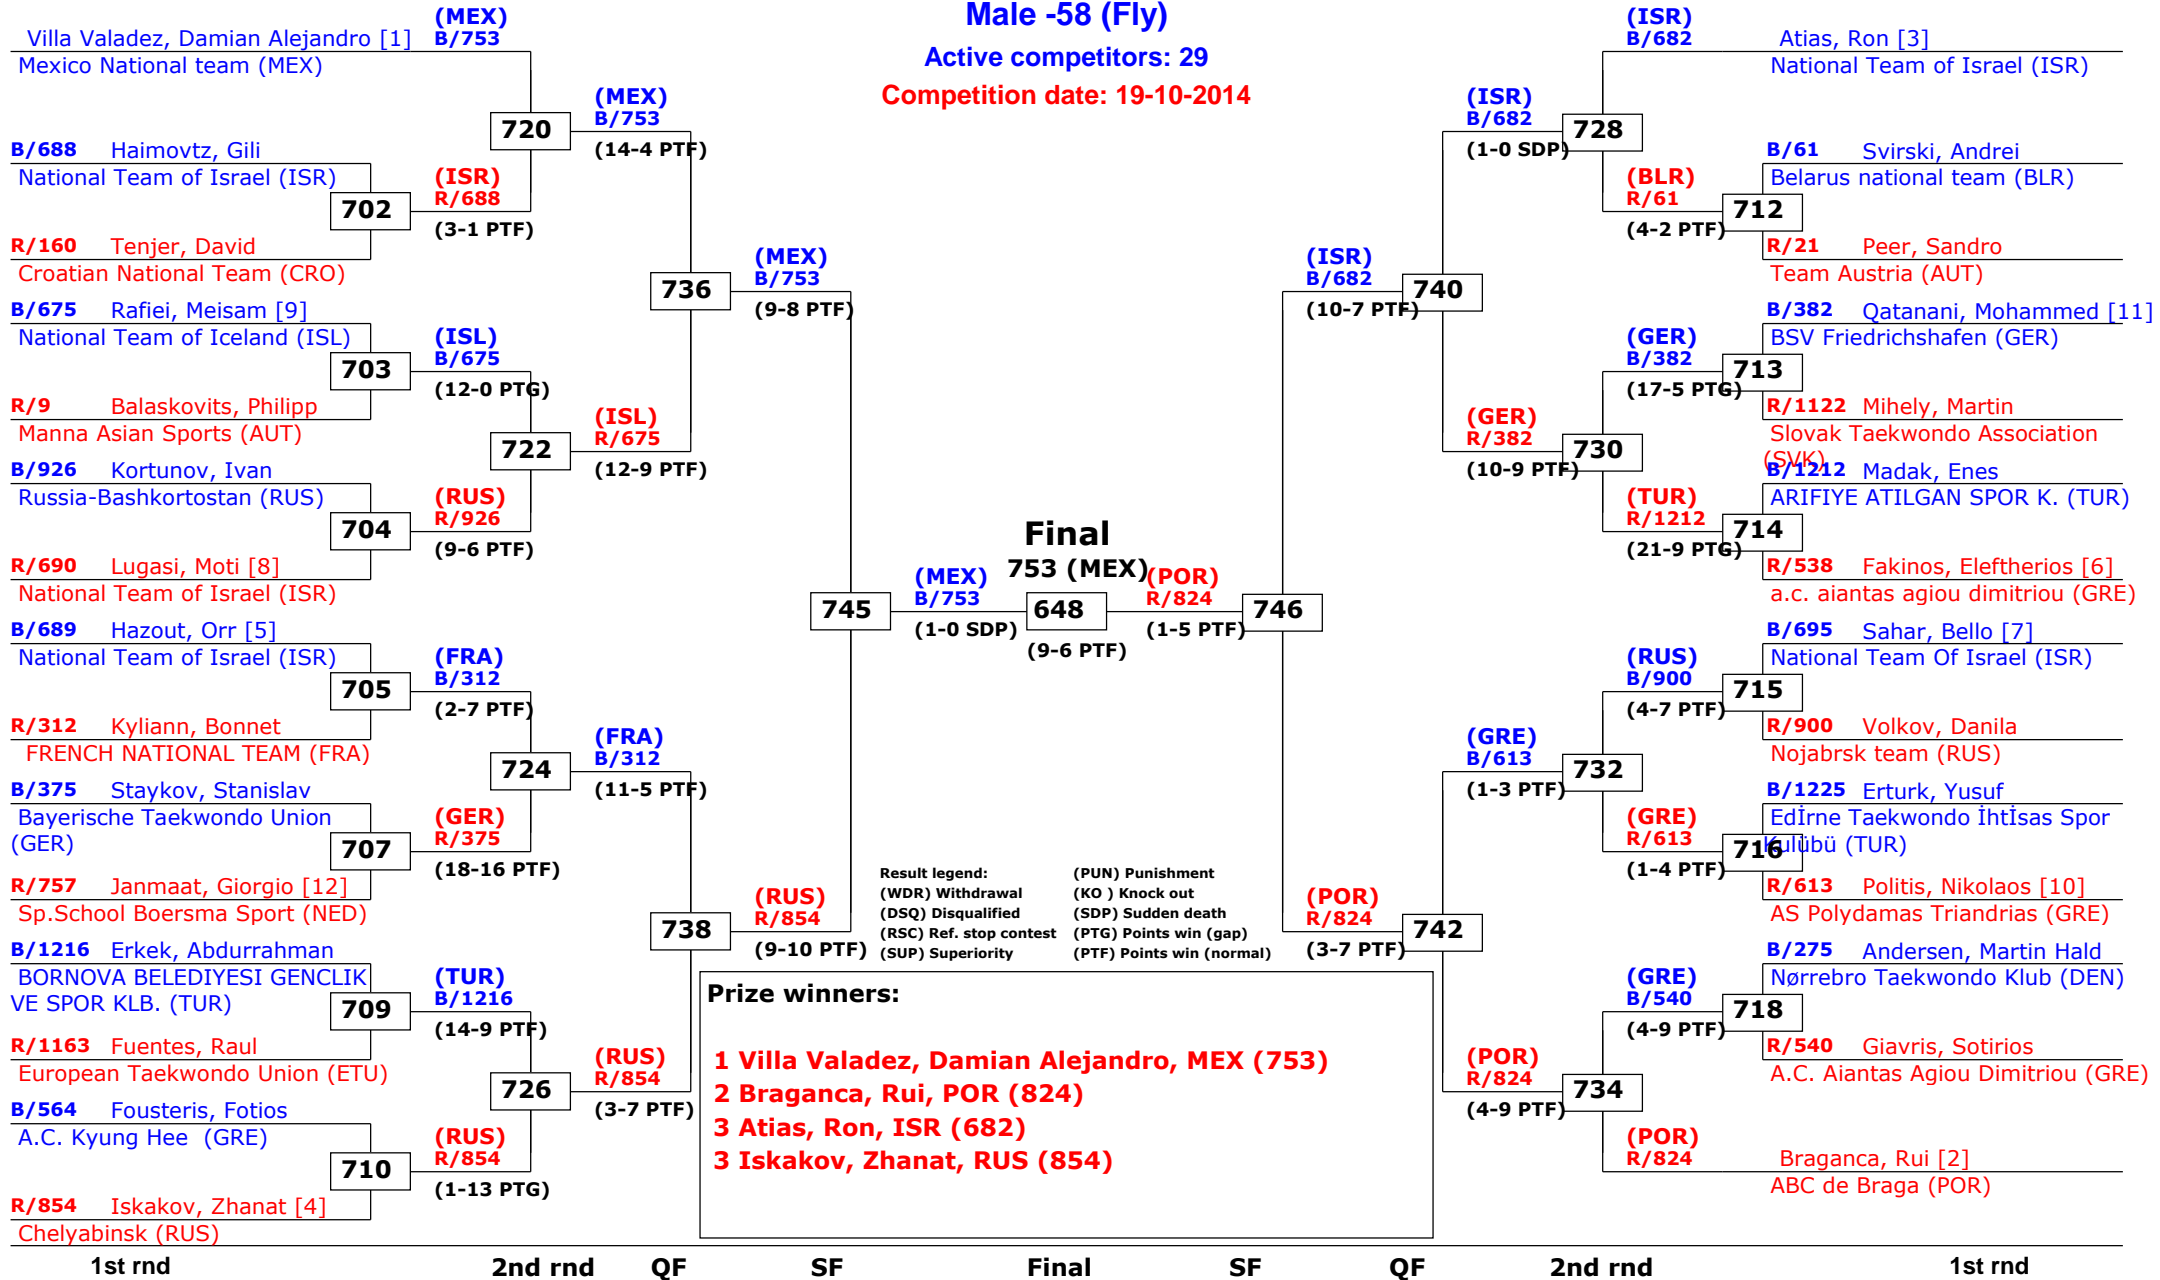 Male -58 (Fly)
Active competitors: 29
Competition date: 19-10-2014
Villa Valadez, Damian Alejandro [1]
Mexico National team (MEX)
(MEX)
B/753
B/688 Haimovtz, Gili
National Team of Israel (ISR)
702
R/160 Tenjer, David
Croatian National Team (CRO)
(ISR)
R/688
(3-1 PTF)
720
(MEX)
B/753
(14-4 PTF)
B/675 Rafiei, Meisam [9]
National Team of Iceland (ISL)
703
R/9 Balaskovits, Philipp
Manna Asian Sports (AUT)
(ISL)
B/675
(12-0 PTG)
722
(ISL)
R/675
(12-9 PTF)
B/926 Kortunov, Ivan
Russia-Bashkortostan (RUS)
704
R/690 Lugasi, Moti [8]
National Team of Israel (ISR)
(RUS)
R/926
(9-6 PTF)
736
(MEX)
B/753
(9-8 PTF)
B/689 Hazout, Orr [5]
National Team of Israel (ISR)
705
R/312 Kyliann, Bonnet
FRENCH NATIONAL TEAM (FRA)
(FRA)
B/312
(2-7 PTF)
724
(FRA)
B/312
(11-5 PTF)
B/375 Staykov, Stanislav
Bayerische Taekwondo Union
(GER)
707
R/757 Janmaat, Giorgio [12]
Sp.School Boersma Sport (NED)
(GER)
R/375
(18-16 PTF)
738
(RUS)
R/854
(9-10 PTF)
B/1216 Erkek, Abdurrahman
BORNOVA BELEDIYESI GENCLIK
VE SPOR KLB. (TUR)
709
R/1163 Fuentes, Raul
European Taekwondo Union (ETU)
(TUR)
B/1216
(14-9 PTF)
726
(RUS)
R/854
(3-7 PTF)
B/564 Fousteris, Fotios
A.C. Kyung Hee (GRE)
710
R/854 Iskakov, Zhanat [4]
Chelyabinsk (RUS)
(RUS)
R/854
(1-13 PTG)
745
(MEX)
B/753
(1-0 SDP)
Final
753 (MEX)
648
(9-6 PTF)
(POR)
R/824
(1-5 PTF)
746
(ISR)
B/682
(10-7 PTF)
740
(ISR)
B/682
(1-0 SDP)
728
(ISR)
B/682
Atias, Ron [3]
National Team of Israel (ISR)
B/61 Svirski, Andrei
Belarus national team (BLR)
(BLR)
R/61
(4-2 PTF)
712
R/21 Peer, Sandro
Team Austria (AUT)
B/382 Qatanani, Mohammed [11]
BSV Friedrichshafen (GER)
(GER)
B/382
(17-5 PTG)
713
R/1122 Mihely, Martin
Slovak Taekwondo Association
(SVK)
(GER)
R/382
(10-9 PTF)
730
B/1212 Madak, Enes
ARIFIYE ATILGAN SPOR K. (TUR)
(TUR)
R/1212
(21-9 PTG)
714
R/538 Fakinos, Eleftherios [6]
a.c. aiantas agiou dimitriou (GRE)
B/695 Sahar, Bello [7]
National Team Of Israel (ISR)
(RUS)
B/900
(4-7 PTF)
715
R/900 Volkov, Danila
Nojabrsk team (RUS)
(GRE)
B/613
(1-3 PTF)
732
B/1225 Erturk, Yusuf
Edİrne Taekwondo İhtİsas Spor
Kulübü (TUR)
(GRE)
R/613
(1-4 PTF)
716
R/613 Politis, Nikolaos [10]
AS Polydamas Triandrias (GRE)
(POR)
R/824
(3-7 PTF)
742
B/275 Andersen, Martin Hald
Nørrebro Taekwondo Klub (DEN)
(GRE)
B/540
(4-9 PTF)
718
R/540 Giavris, Sotirios
A.C. Aiantas Agiou Dimitriou (GRE)
(POR)
R/824
(4-9 PTF)
734
(POR)
R/824
Braganca, Rui [2]
ABC de Braga (POR)
Result legend:
(WDR) Withdrawal
(DSQ) Disqualified
(RSC) Ref. stop contest
(SUP) Superiority
(PUN) Punishment
(KO ) Knock out
(SDP) Sudden death
(PTG) Points win (gap)
(PTF) Points win (normal)
Prize winners:
1 Villa Valadez, Damian Alejandro, MEX (753)
2 Braganca, Rui, POR (824)
3 Atias, Ron, ISR (682)
3 Iskakov, Zhanat, RUS (854)
1st rnd 2nd rnd QF SF Final SF QF 2nd rnd 1st rnd